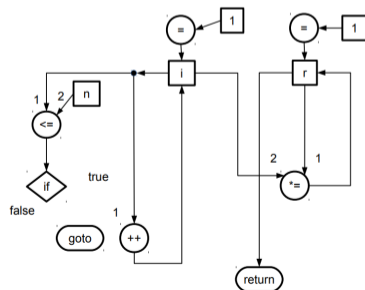 = 1 = 1
i r
1 2 n
<=
2 1
if true *=
false
1
goto ++
return